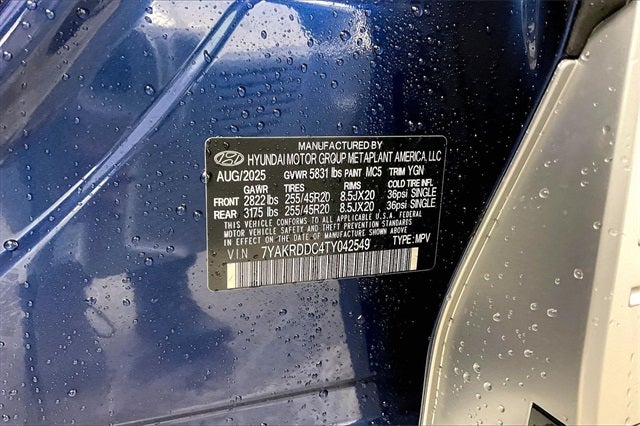 MANUFACTURED BY
HYUNDAI MOTOR GROUP METAPLANT AMERICA, LLC
AUG/2025 GVWR 5831 lbs PAINT MC5 TRIM YGN
GAWR TIRES RIMS COLD TIRE INFL
FRONT 2822 lbs 255/45R20 8.5JX20 36psi SINGLE
REAR 3175 lbs 255/45R20 8.5JX20 36psi SINGLE
THIS VEHICLE CONFORMS TO ALL APPLICABLE U.S.A. FEDERAL
MOTOR VEHICLE SAFETY AND THEFT PREVENTION STANDARDS
IN EFFECT ON THE DATE OF MANUFACTURE SHOWN ABOVE.
VIN 7YAKRDDC4TY042549 TYPE : MPV